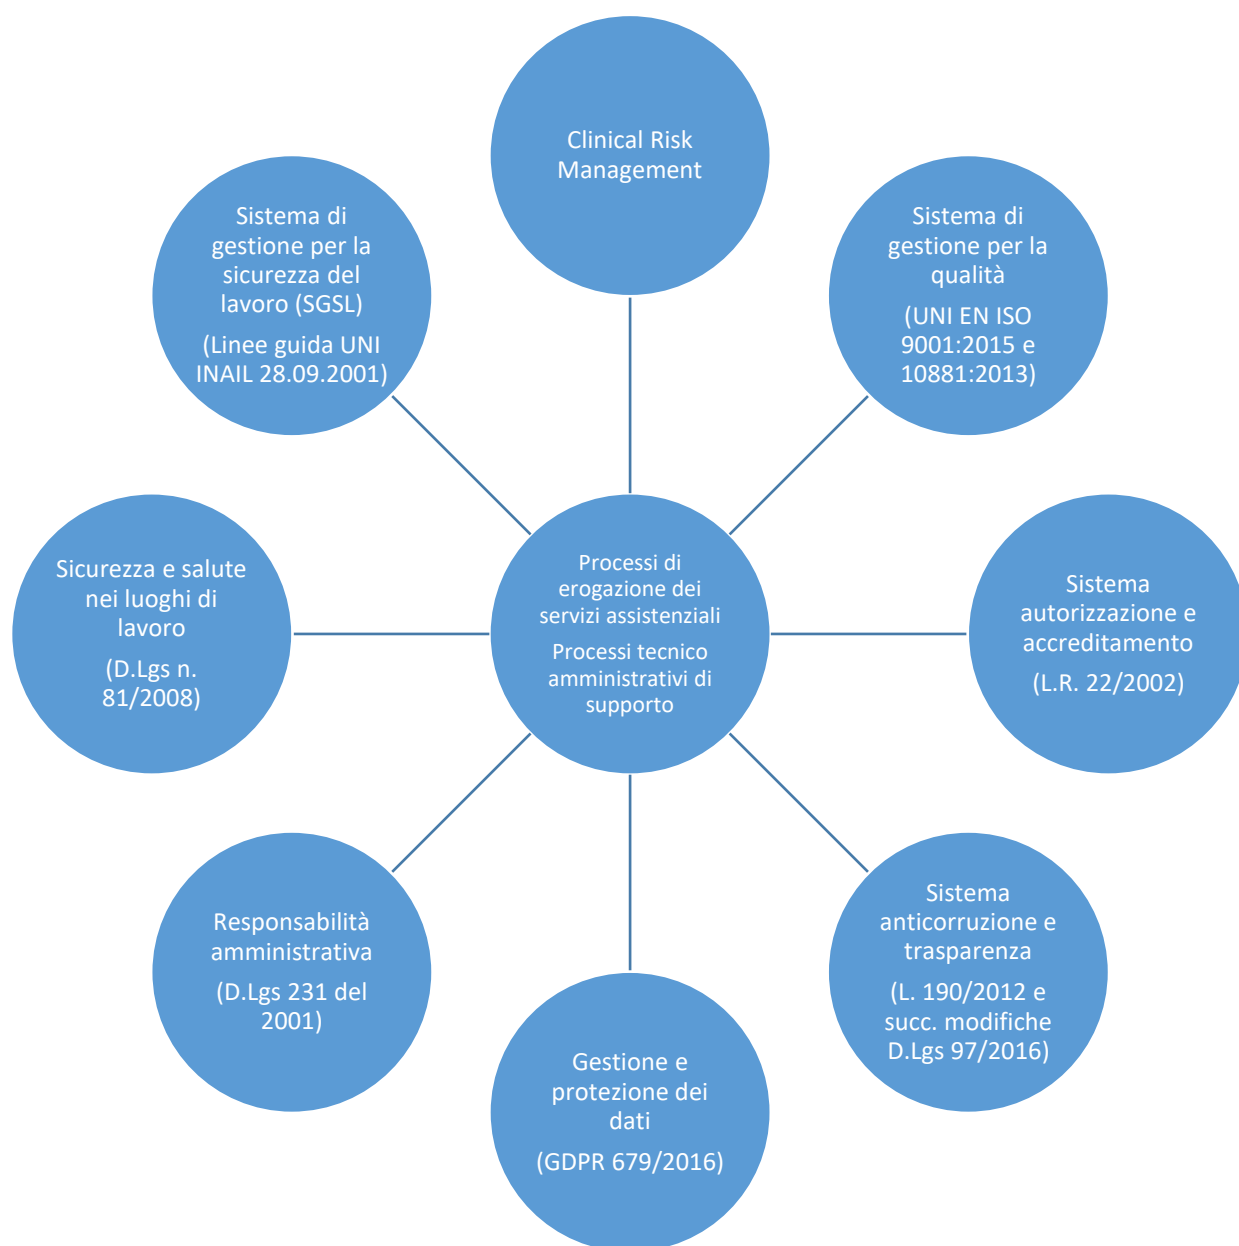 Clinical Risk
Management
Sistema di
gestione per la
qualità
(UNI EN ISO
9001:2015 e
10881:2013)
Sistema
autorizzazione e
accreditamento
(L.R. 22/2002)
Sistema
anticorruzione e
trasparenza
(L. 190/2012 e
succ. modifiche
D.Lgs 97/2016)
Gestione e
protezione dei
dati
(GDPR 679/2016)
Responsabilità
amministrativa
(D.Lgs 231 del
2001)
Sicurezza e salute
nei luoghi di
lavoro
(D.Lgs n.
81/2008)
Sistema di
gestione per la
sicurezza del
lavoro (SGSL)
(Linee guida UNI
INAIL 28.09.2001)
Processi di
erogazione dei
servizi assistenziali
Processi tecnico
amministrativi di
supporto